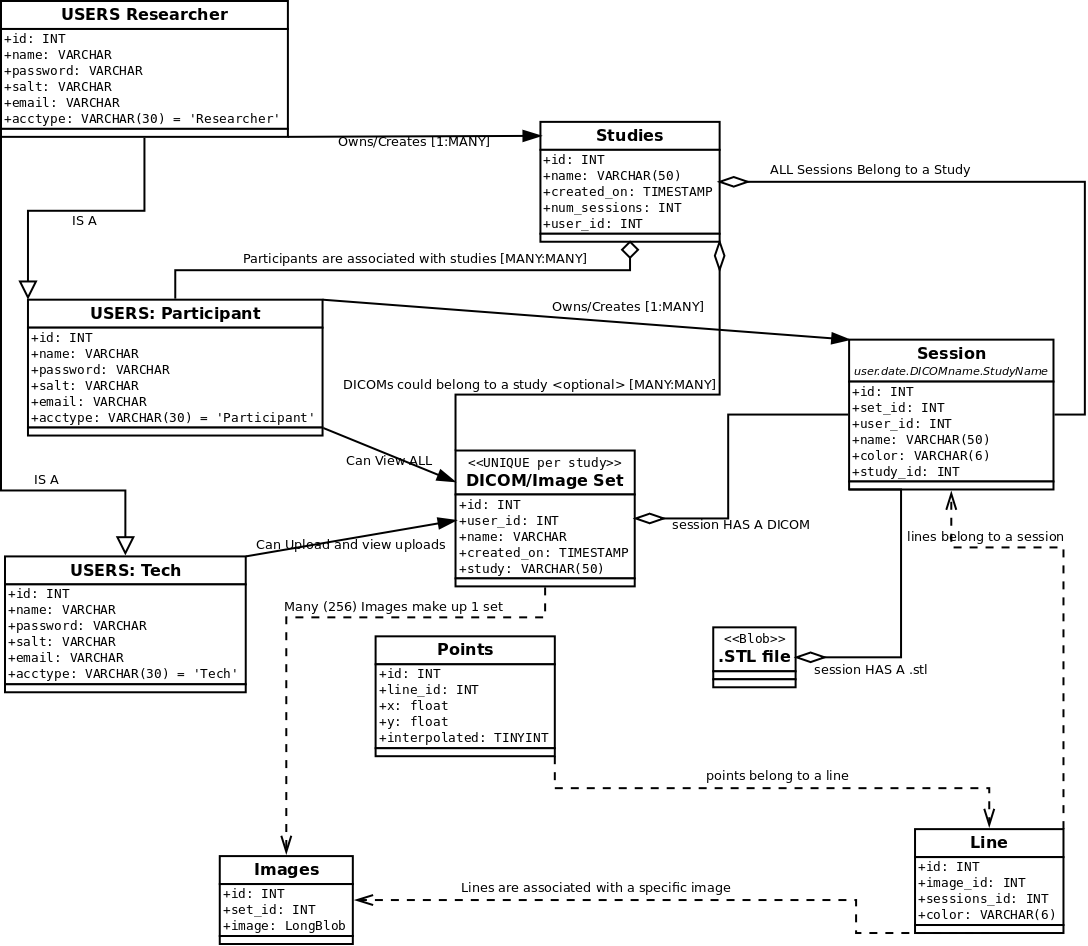 USERS Researcher
+id: INT
+name: VARCHAR
+password: VARCHAR
+salt: VARCHAR
+email: VARCHAR
+acctype: VARCHAR(30) = 'Researcher'
Owns/Creates [1:MANY]
Studies
+id: INT
+name: VARCHAR(50)
+created_on: TIMESTAMP
+num_sessions: INT
+user_id: INT
ALL Sessions Belong to a Study
IS A
Participants are associated with studies [MANY:MANY]
USERS: Participant
+id: INT
+name: VARCHAR
+password: VARCHAR
+salt: VARCHAR
+email: VARCHAR
+acctype: VARCHAR(30) = 'Participant'
Owns/Creates [1:MANY]
Session
user.date.DICOMname.StudyName
+id: INT
+set_id: INT
+user_id: INT
+name: VARCHAR(50)
+color: VARCHAR(6)
+study_id: INT
DICOMs could belong to a study <optional> [MANY:MANY]
Can View ALL
IS A
<<UNIQUE per study>>
DICOM/Image Set
+id: INT
+user_id: INT
+name: VARCHAR
+created_on: TIMESTAMP
+study: VARCHAR(50)
session HAS A DICOM
lines belong to a session
Can Upload and view uploads
USERS: Tech
+id: INT
+name: VARCHAR
+password: VARCHAR
+salt: VARCHAR
+email: VARCHAR
+acctype: VARCHAR(30) = 'Tech'
Many (256) Images make up 1 set
Points
+id: INT
+line_id: INT
+x: float
+y: float
+interpolated: TINYINT
<<Blob>>
.STL file
session HAS A .stl
points belong to a line
Line
+id: INT
+image_id: INT
+sessions_id: INT
+color: VARCHAR(6)
Lines are associated with a specific image
Images
+id: INT
+set_id: INT
+image: LongBlob